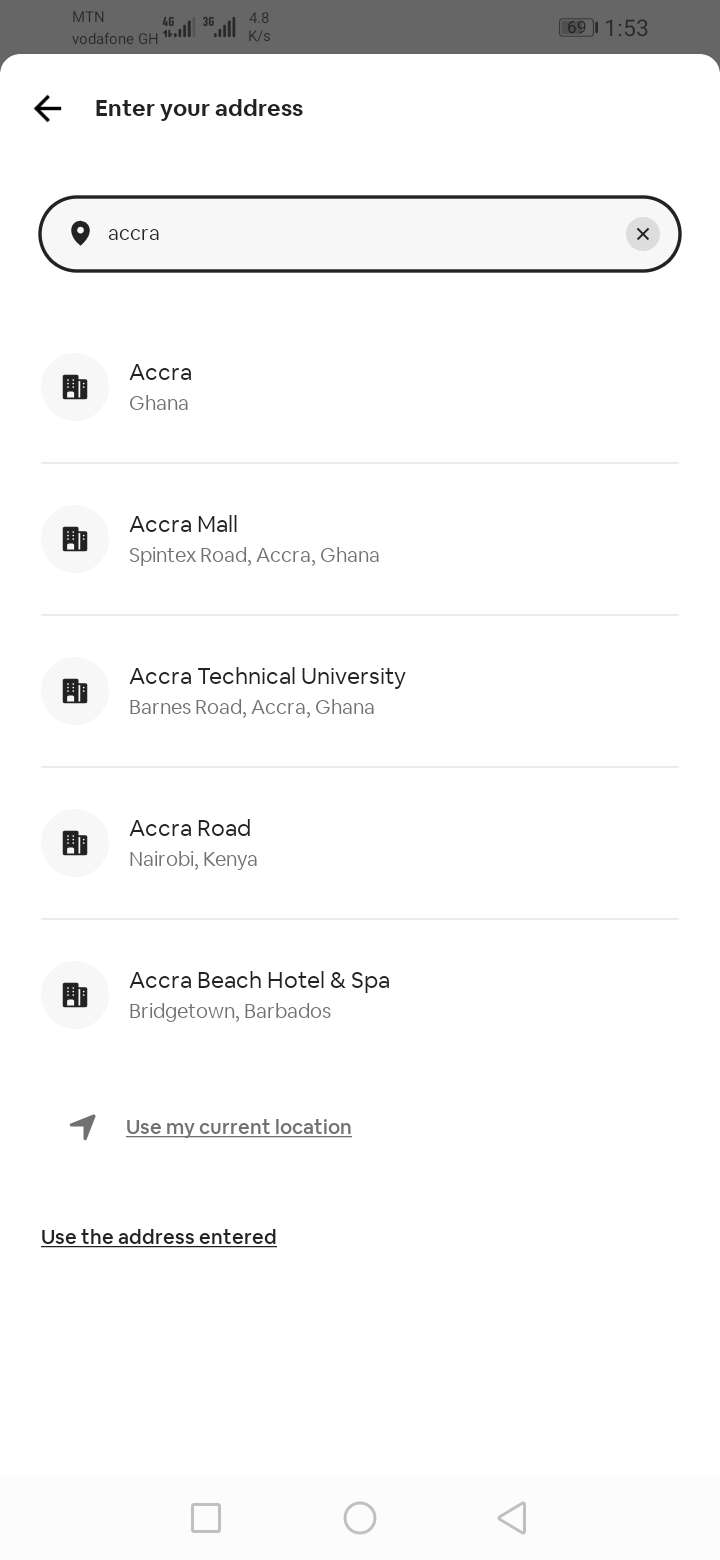 MTN
vodafone GH
4G
3G
4.8
K/s
69
1:53
Enter your address
accra
Accra
Ghana
Accra Mall
Spintex Road, Accra, Ghana
Accra Technical University
Barnes Road, Accra, Ghana
Accra Road
Nairobi, Kenya
Accra Beach Hotel & Spa
Bridgetown, Barbados
Use my current location
Use the address entered